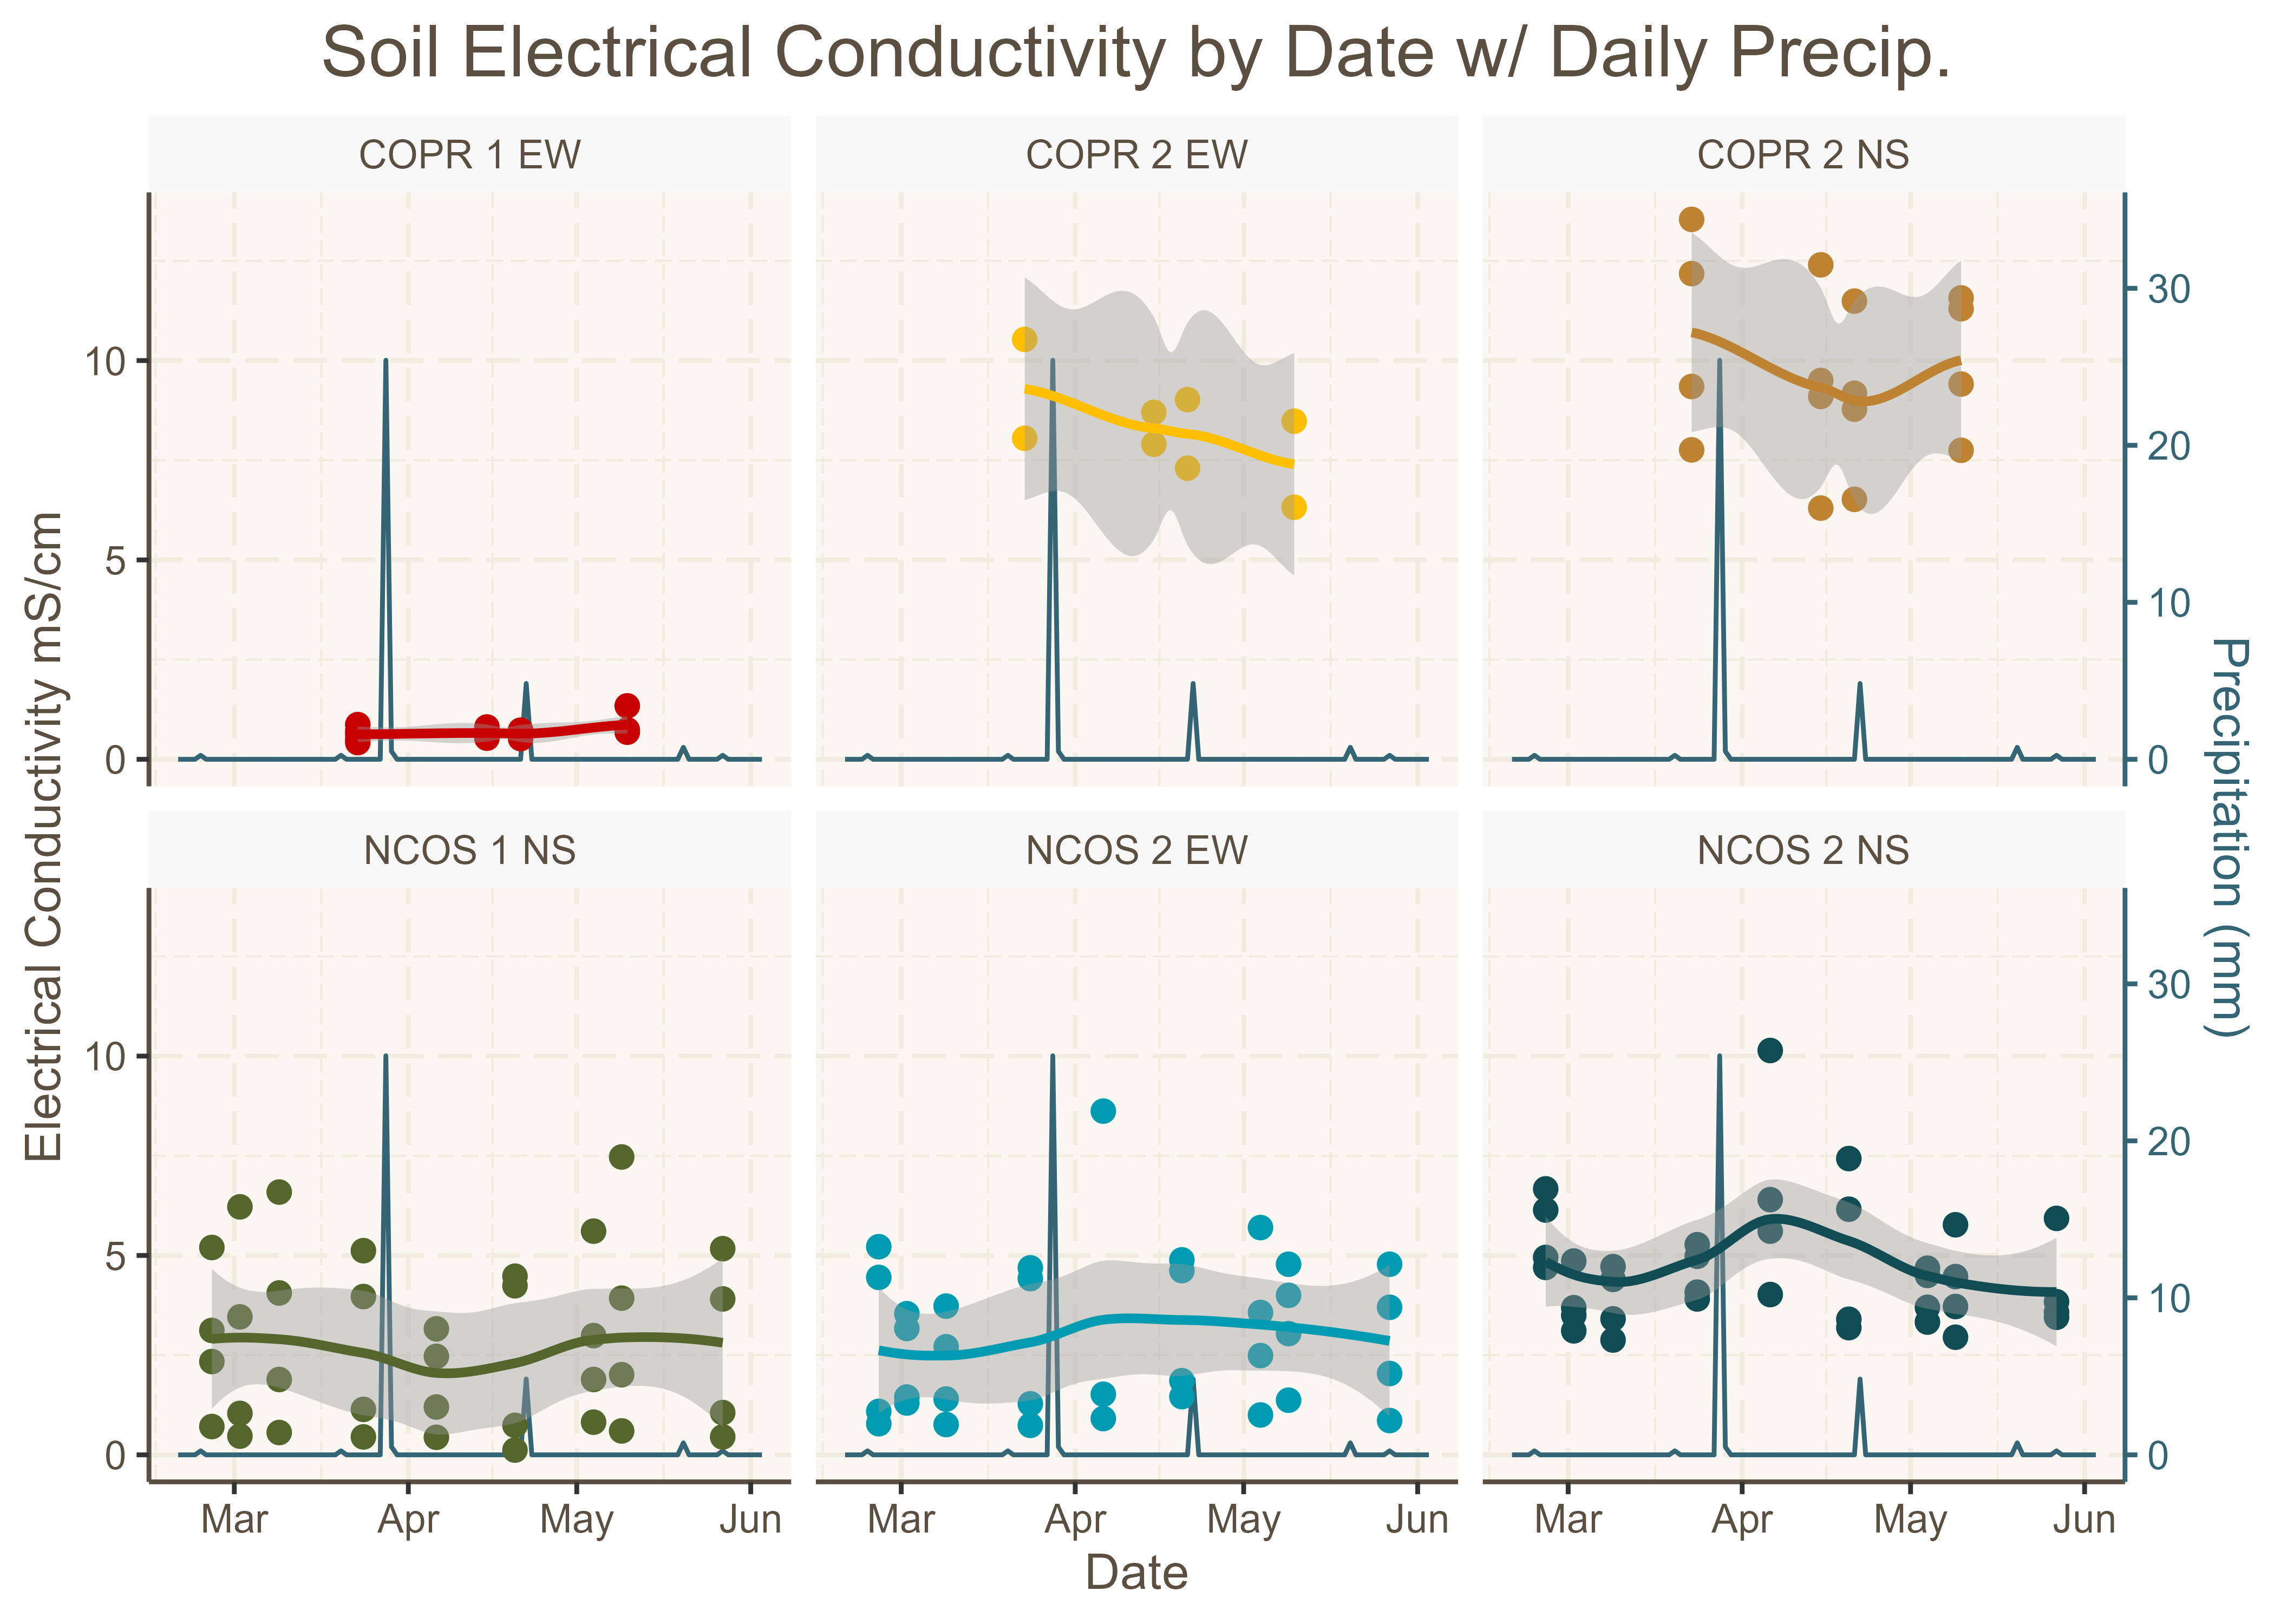 Soil Electrical Conductivity by Date w/ Daily Precip.
COPR 1 EW
COPR 2 EW
COPR 2 NS
10
5
0
30
20
10
0
Electrical Conductivity mS/cm
Precipitation (mm)
NCOS 1 NS
NCOS 2 EW
NCOS 2 NS
10
5
0
30
20
10
0
Mar Apr May Jun
Mar Apr May Jun
Mar Apr May Jun
Date